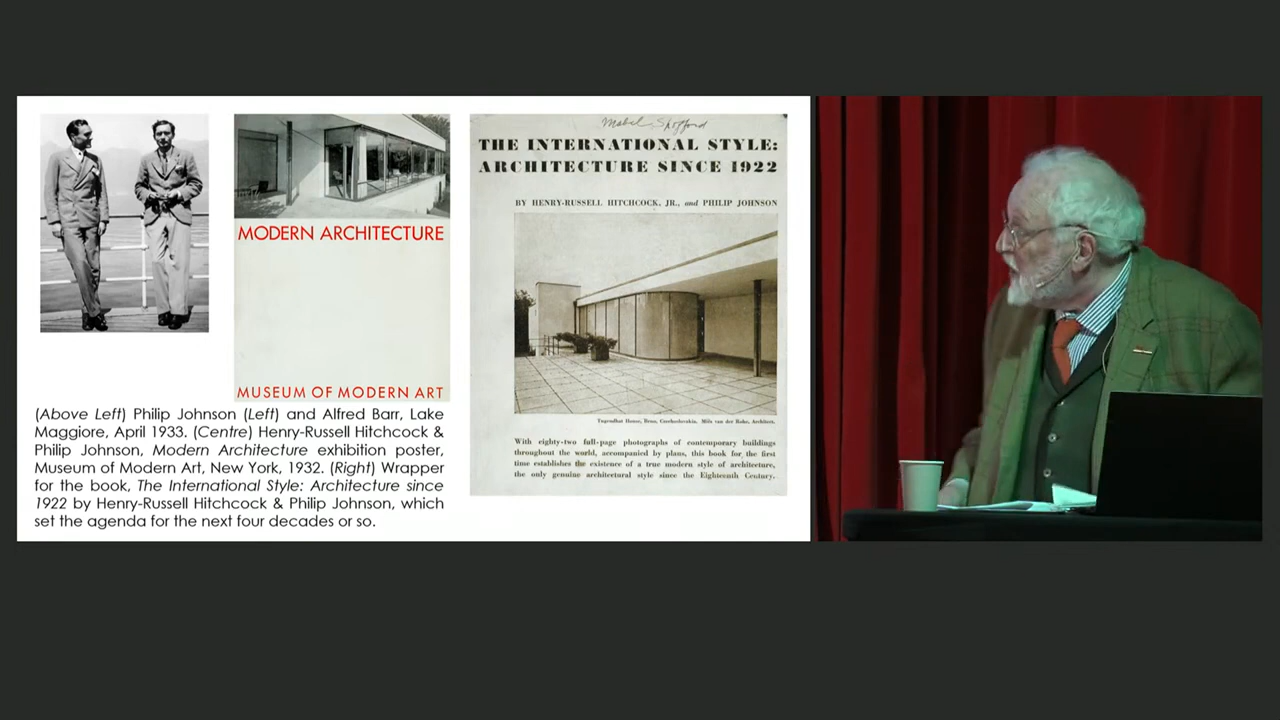 MODERN ARCHITECTURE
MUSEUM OF MODERN ART
(Above Left) Philip Johnson (Left) and Alfred Barr, Lake
Maggiore, April 1933. (Centre) Henry-Russell Hitchcock &
Philip Johnson, Modern Architecture exhibition poster,
Museum of Modern Art, New York, 1932. (Right) Wrapper
for the book, The International Style: Architecture since
1922 by Henry-Russell Hitchcock & Philip Johnson, which
set the agenda for the next four decades or so.
Mabel Spofford
THE INTERNATIONAL STYLE:
ARCHITECTURE SINCE 1922
BY HENRY-RUSSELL HITCHCOCK, JR., and PHILIP JOHNSON
Tugendhat House, Brno, Czechoslovakia. Miës van der Rohe, Architect.
With eighty-two full-page photographs of contemporary buildings
throughout the world, accompanied by plans, this book for the first
time establishes the existence of a true modern style of architecture,
the only genuine architectural style since the Eighteenth Century.